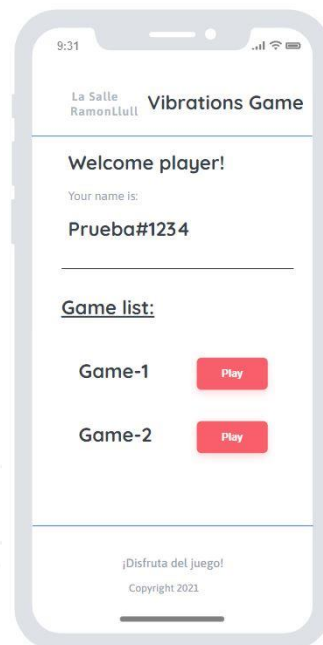 9:31
La Salle
RamonLlull
Vibrations Game
Welcome player!
Your name is:
Prueba#1234
Game list:
Game-1
Play
Game-2
Play
¡Disfruta del juego!
Copyright 2021